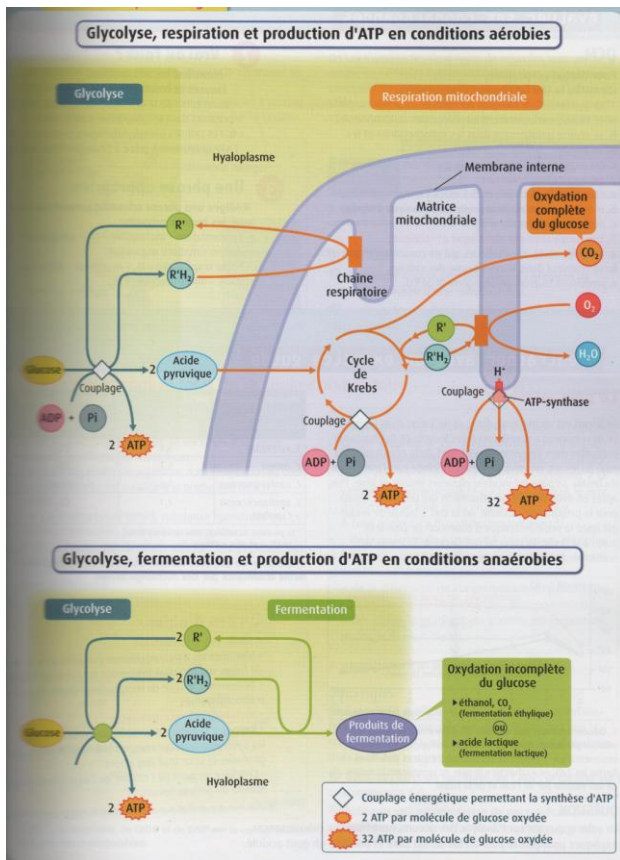 Glycolyse, respiration et production d'ATP en conditions aérobies
Glycolyse
Respiration mitochondriale
Hyaloplasme
Membrane interne
Matrice
mitochondriale
Oxydation
complète
du glucose
R'
CO₂
R'H₂
Chaîne
respiratoire
O₂
R'
Glucose
2
Acide
pyruvique
Cycle
de
Krebs
R'H₂
H₂O
Couplage
H⁺
ADP + Pi
Couplage
Couplage
ATP-synthase
2 ATP
ADP + Pi
ADP + Pi
2 ATP
32 ATP
Glycolyse, fermentation et production d'ATP en conditions anaérobies
Glycolyse
Fermentation
2 R'
2 R'H₂
Oxydation incomplète
du glucose
▸ éthanol, CO₂
(fermentation éthylique)
ou
▸ acide lactique
(fermentation lactique)
Glucose
2
Acide
pyruvique
Produits de
fermentation
Hyaloplasme
2 ATP
Couplage énergétique permettant la synthèse d'ATP
2 ATP par molécule de glucose oxydée
32 ATP par molécule de glucose oxydée